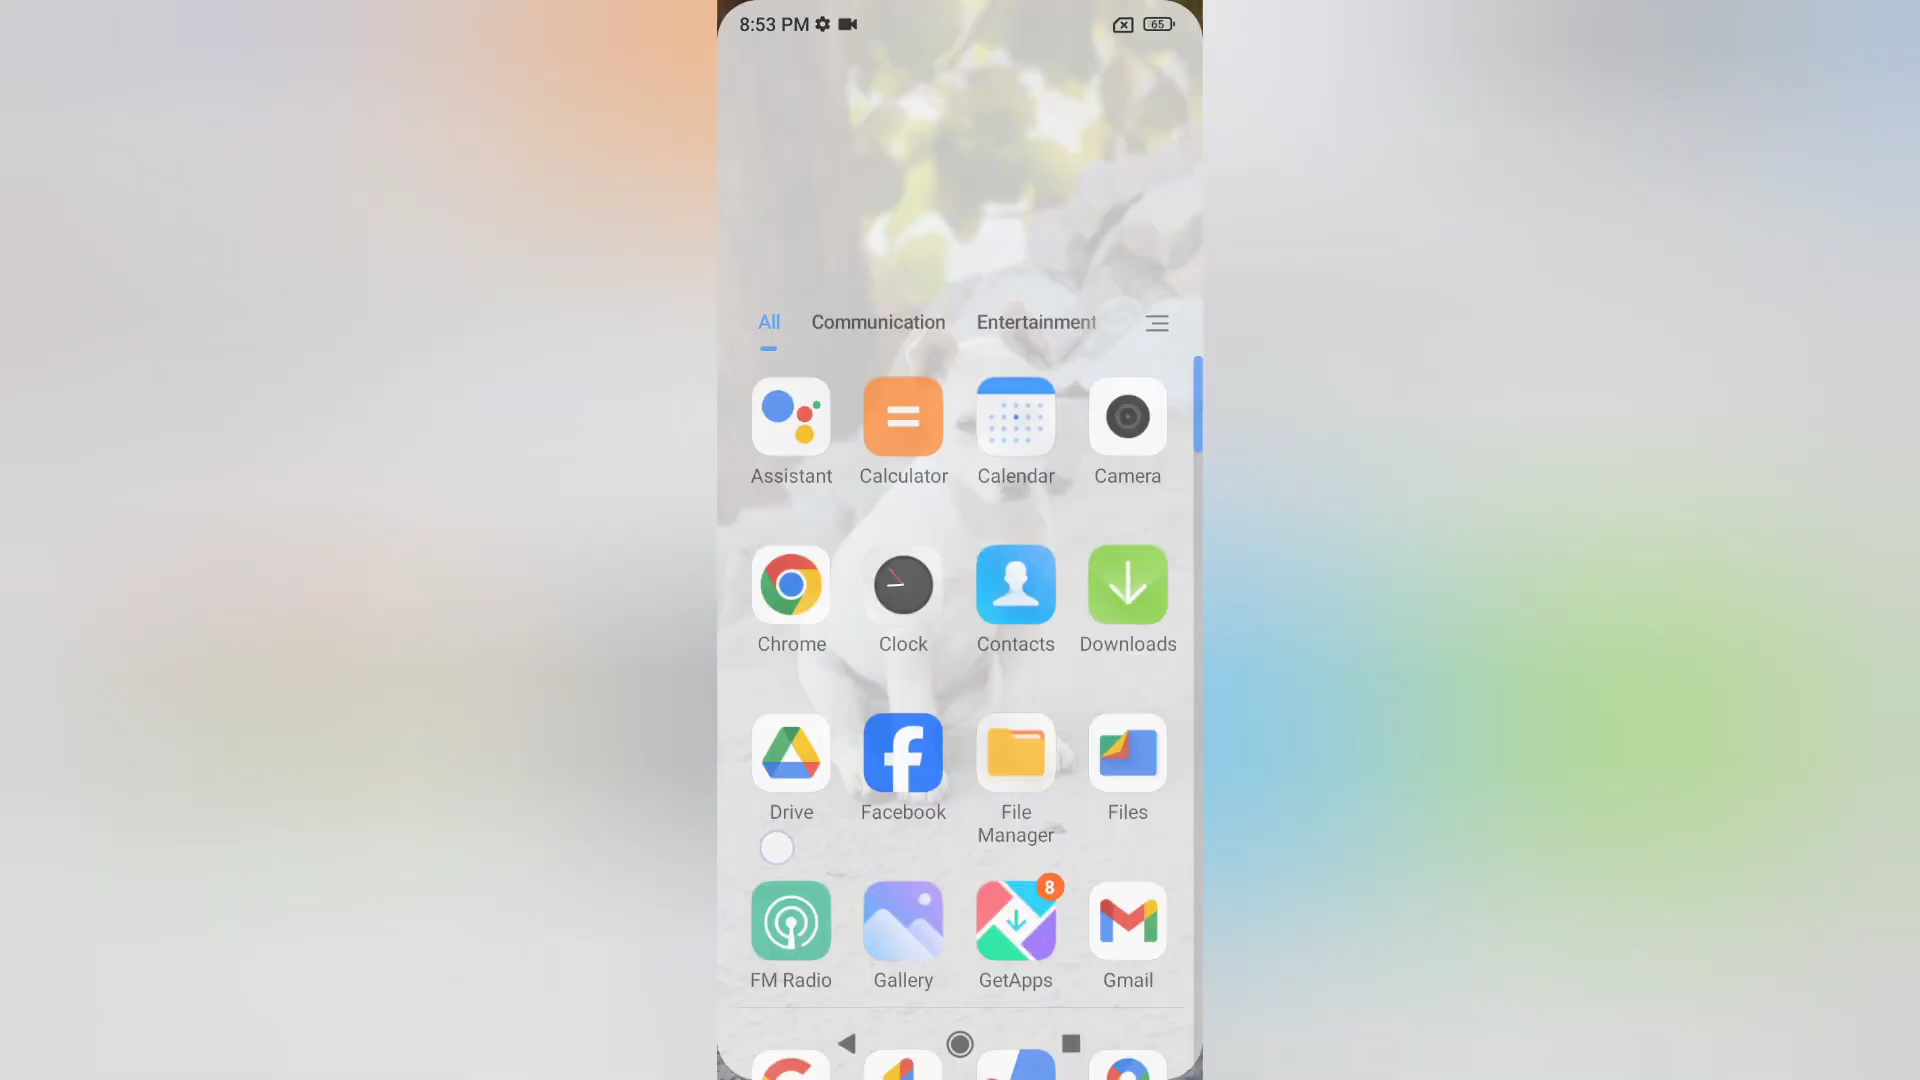 8:53 PM 65
All Communication Entertainment
Assistant Calculator Calendar Camera
Chrome Clock Contacts Downloads
Drive Facebook File Files
Manager
8
FM Radio Gallery GetApps Gmail